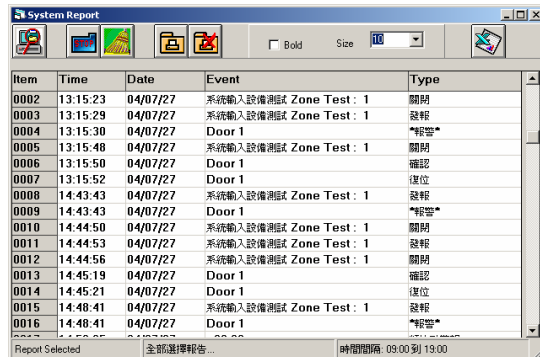 System Report
STOP
Bold Size 10
Item Time Date Event Type
0002 13:15:23 04/07/27 系統輸入設備測試 Zone Test : 1 關閉
0003 13:15:29 04/07/27 系統輸入設備測試 Zone Test : 1 發報
0004 13:15:30 04/07/27 Door 1 *報警*
0005 13:15:48 04/07/27 系統輸入設備測試 Zone Test : 1 關閉
0006 13:15:50 04/07/27 Door 1 確認
0007 13:15:52 04/07/27 Door 1 復位
0008 14:43:43 04/07/27 系統輸入設備測試 Zone Test : 1 發報
0009 14:43:43 04/07/27 Door 1 *報警*
0010 14:44:50 04/07/27 系統輸入設備測試 Zone Test : 1 關閉
0011 14:44:53 04/07/27 系統輸入設備測試 Zone Test : 1 發報
0012 14:44:56 04/07/27 系統輸入設備測試 Zone Test : 1 關閉
0013 14:45:19 04/07/27 Door 1 確認
0014 14:45:21 04/07/27 Door 1 復位
0015 14:48:41 04/07/27 系統輸入設備測試 Zone Test : 1 發報
0016 14:48:41 04/07/27 Door 1 *報警*
Report Selected 全部選擇報告... 時間間隔: 09:00 到 19:00